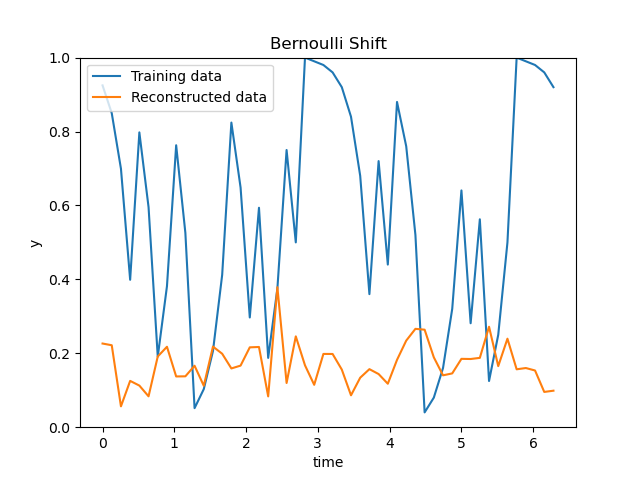 Bernoulli Shift
Training data
Reconstructed data
1.0
0.8
0.6
0.4
0.2
0.0
y
0 1 2 3 4 5 6
time